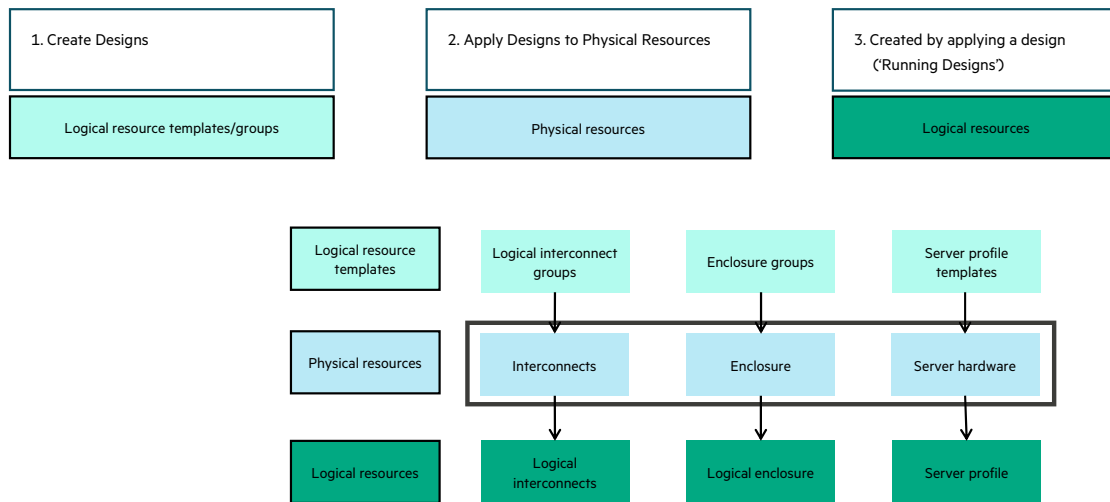 1. Create Designs
2. Apply Designs to Physical Resources
3. Created by applying a design
(‘Running Designs’)
Logical resource templates/groups
Physical resources
Logical resources
Logical resource
templates
Logical interconnect
groups
Enclosure groups
Server profile
templates
Physical resources
Interconnects
Enclosure
Server hardware
Logical resources
Logical
interconnects
Logical enclosure
Server profile